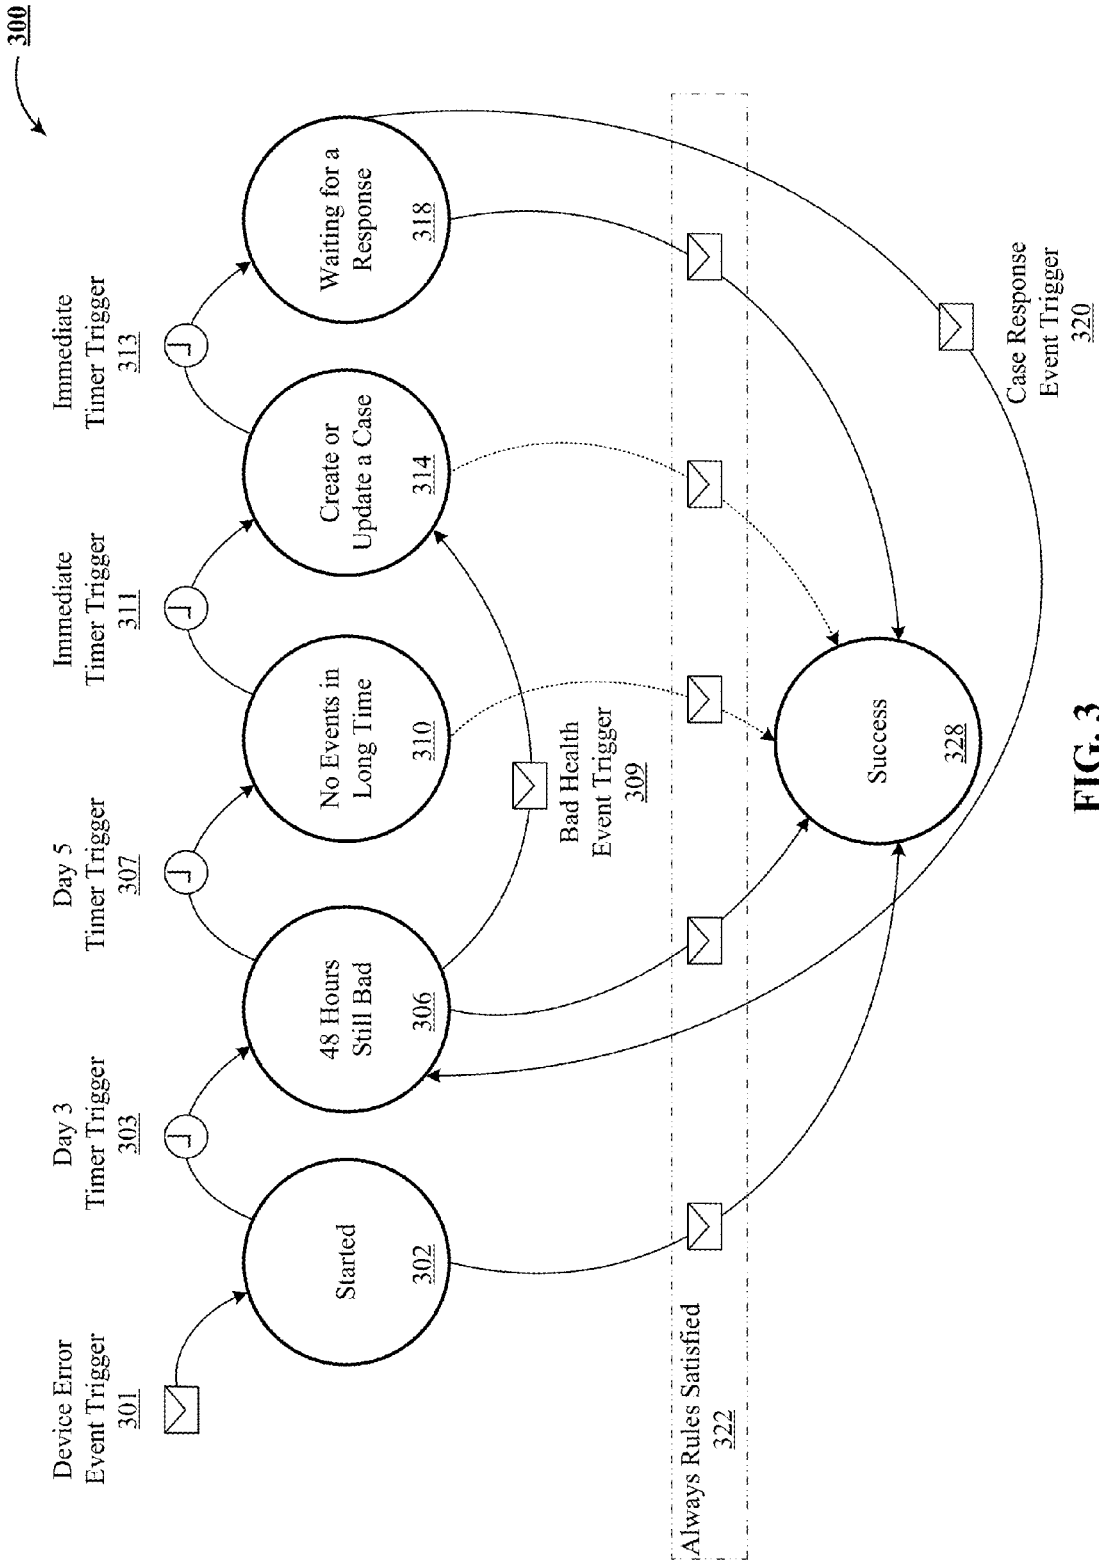 300
Device Error
Event Trigger
301
Day 3
Timer Trigger
303
Day 5
Timer Trigger
307
Immediate
Timer Trigger
311
Immediate
Timer Trigger
313
Started
302
48 Hours
Still Bad
306
No Events in
Long Time
310
Create or
Update a Case
314
Waiting for a
Response
318
Bad Health
Event Trigger
309
Always Rules Satisfied
322
Success
328
Case Response
Event Trigger
320
FIG. 3